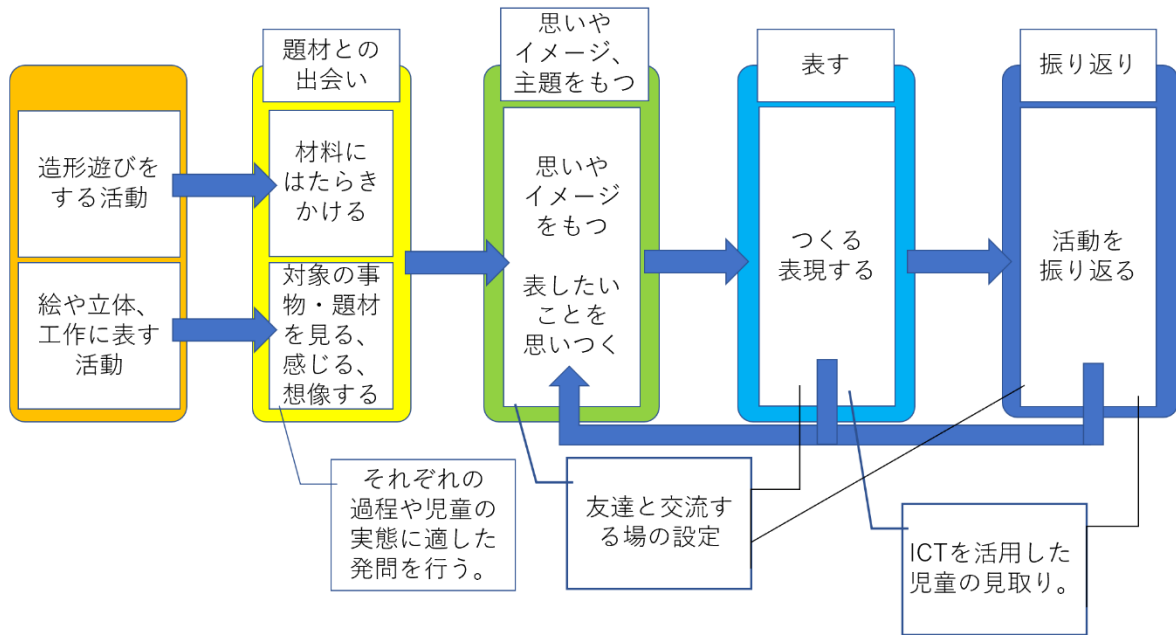 造形遊びを
する活動
絵や立体、
工作に表す
活動
題材との
出会い
材料に
はたらき
かける
対象の事
物・題材
を見る、
感じる、
想像する
思いや
イメージ、
主題をもつ
思いや
イメージ
をもつ
表したい
ことを
思いつく
表す
つくる
表現する
振り返り
活動を
振り返る
それぞれの
過程や児童の
実態に適した
発問を行う。
友達と交流す
る場の設定
ICTを活用した
児童の見取り。